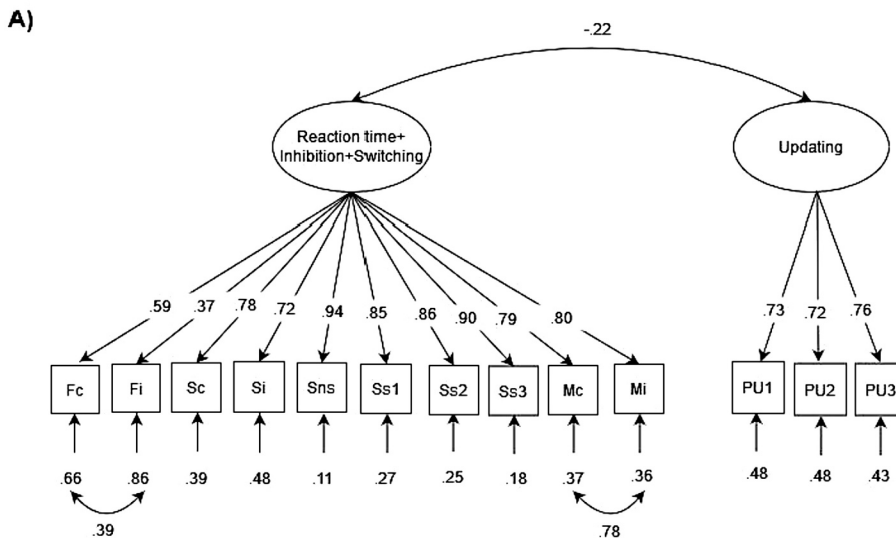 A)
-.22
Reaction time+
Inhibition+Switching
Updating
.59 .37 .78 .72 .94 .85 .86 .90 .79 .80 .73 .72 .76
Fc Fi Sc Si Sns Ss1 Ss2 Ss3 Mc Mi PU1 PU2 PU3
.66 .86 .39 .48 .11 .27 .25 .18 .37 .36 .48 .48 .43
.39 .78